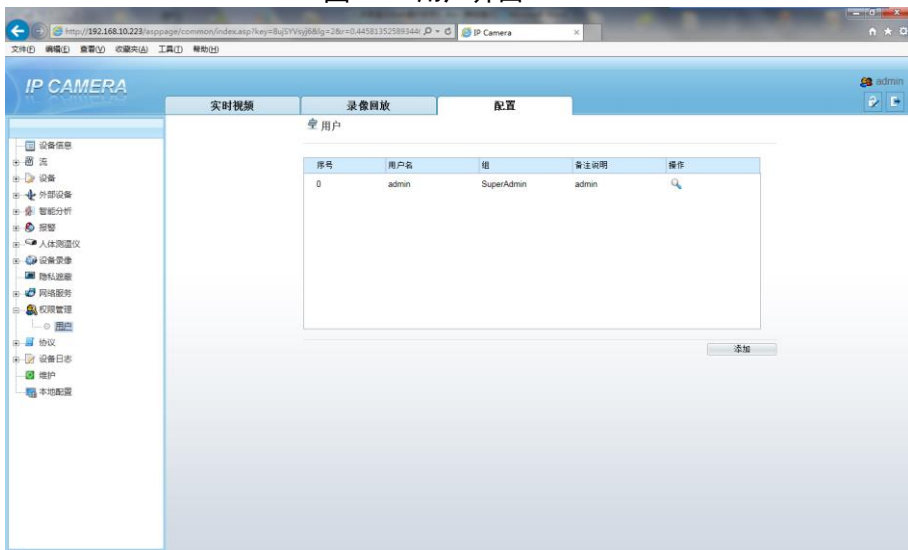 http://192.168.10.223/asppage/common/index.asp?key=8uj5YVsyj6&lg=2&r=0.4458135258934
IP Camera
文件(F) 编辑(E) 查看(V) 收藏夹(A) 工具(T) 帮助(H)
IP CAMERA
admin
实时视频 录像回放 配置
用户
设备信息
流
设备
外部设备
智能分析
报警
人体测温仪
设备录像
隐私遮蔽
网络服务
权限管理
用户
协议
设备日志
维护
本地配置
序号 用户名 组 备注说明 操作
0 admin SuperAdmin admin
添加